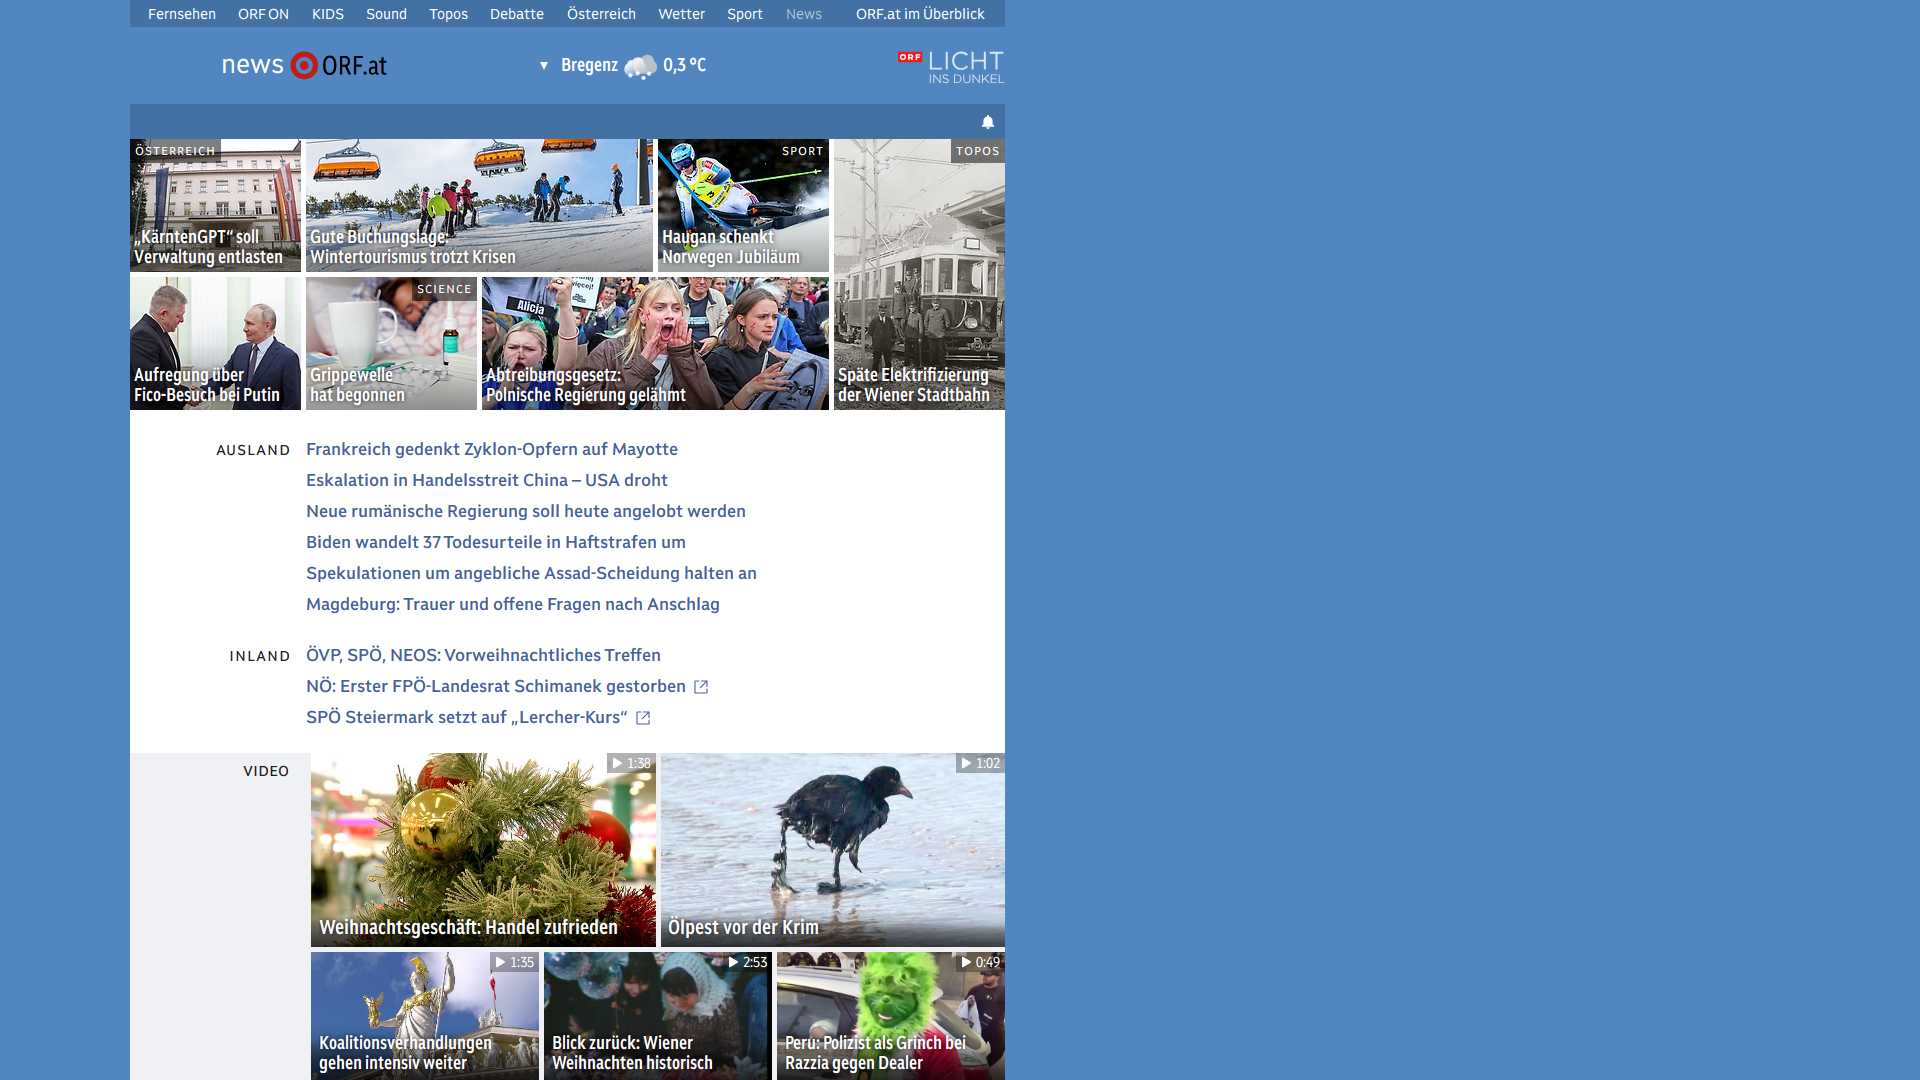 Fernsehen ORF ON KIDS Sound Topos Debatte Österreich Wetter Sport News ORF.at im Überblick
news ORF.at
Bregenz 0,3 °C
ORF LICHT
INS DUNKEL
ÖSTERREICH
„KärntenGPT“ soll
Verwaltung entlasten
Gute Buchungslage:
Wintertourismus trotzt Krisen
SPORT
Haugan schenkt
Norwegen Jubiläum
TOPOS
Späte Elektrifizierung
der Wiener Stadtbahn
Aufregung über
Fico-Besuch bei Putin
SCIENCE
Grippewelle
hat begonnen
Alicja
więcej!
Abtreibungsgesetz:
Polnische Regierung gelähmt
AUSLAND
Frankreich gedenkt Zyklon-Opfern auf Mayotte
Eskalation in Handelsstreit China – USA droht
Neue rumänische Regierung soll heute angelobt werden
Biden wandelt 37 Todesurteile in Haftstrafen um
Spekulationen um angebliche Assad-Scheidung halten an
Magdeburg: Trauer und offene Fragen nach Anschlag
INLAND
ÖVP, SPÖ, NEOS: Vorweihnachtliches Treffen
NÖ: Erster FPÖ-Landesrat Schimanek gestorben
SPÖ Steiermark setzt auf „Lercher-Kurs“
VIDEO
1:38
Weihnachtsgeschäft: Handel zufrieden
1:02
Ölpest vor der Krim
1:35
Koalitionsverhandlungen
gehen intensiv weiter
2:53
Blick zurück: Wiener
Weihnachten historisch
0:49
Peru: Polizist als Grinch bei
Razzia gegen Dealer